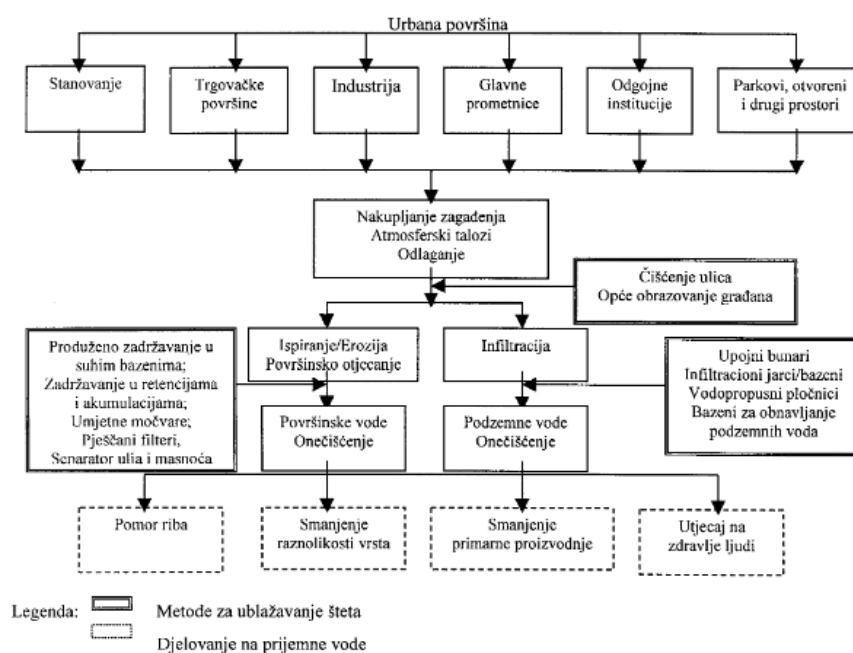 Urbana površina
Stanovanje
Trgovačke
površine
Industrija
Glavne
prometnice
Odgojne
institucije
Parkovi, otvoreni
i drugi prostori
Nakupljanje zagađenja
Atmosferski talozi
Odlaganje
Čišćenje ulica
Opće obrazovanje građana
Produženo zadržavanje u
suhim bazenima;
Zadržavanje u retencijama
i akumulacijama;
Umjetne močvare;
Pješčani filteri,
Separator ulja i masnoća
Ispiranje/Erozija
Površinsko otjecanje
Infiltracija
Upojni bunari
Infiltracioni jarci/bazeni
Vodopropusni pločnici
Bazeni za obnavljanje
podzemnih voda
Površinske vode
Onečišćenje
Podzemne vode
Onečišćenje
Pomor riba
Smanjenje
raznolikosti vrsta
Smanjenje
primarne proizvodnje
Utjecaj na
zdravlje ljudi
Legenda:
Metode za ublažavanje šteta
Djelovanje na prijemne vode